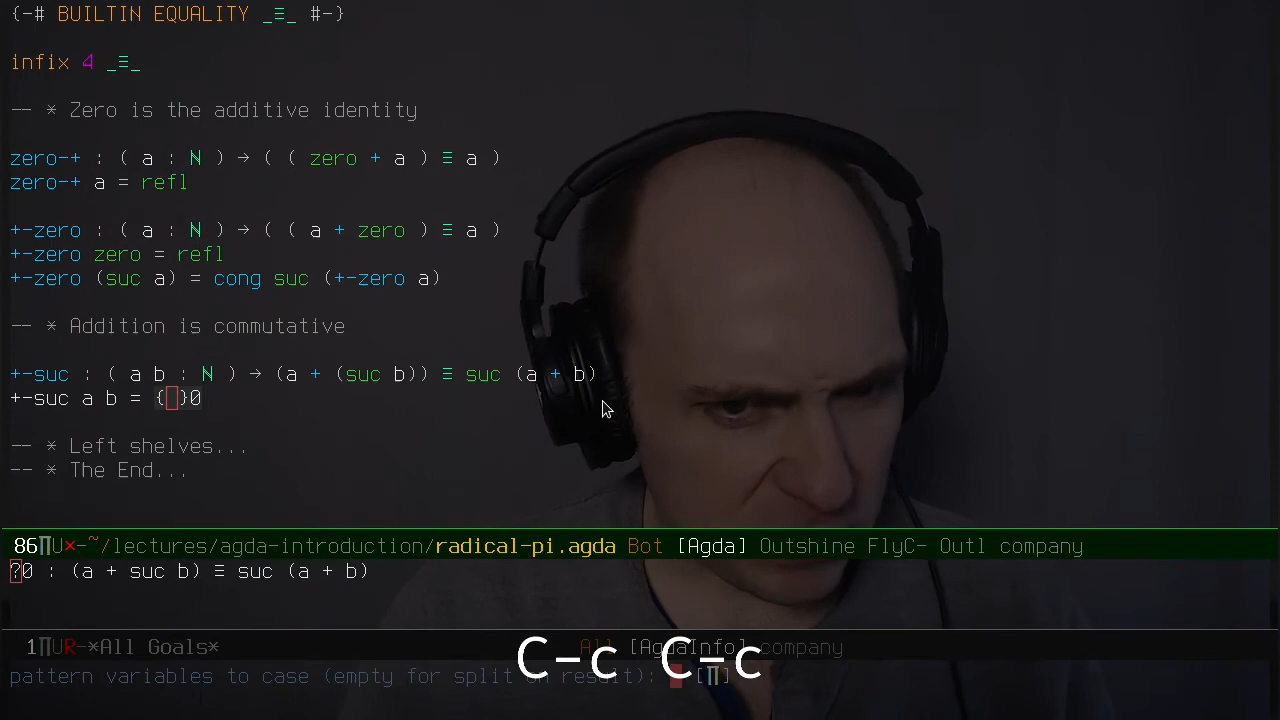 {-# BUILTIN EQUALITY _≡_ #-}
infix 4 _≡_
-- * Zero is the additive identity
zero-+ : ( a : ℕ ) → ( ( zero + a ) ≡ a )
zero-+ a = refl
+-zero : ( a : ℕ ) → ( ( a + zero ) ≡ a )
+-zero zero = refl
+-zero (suc a) = cong suc (+-zero a)
-- * Addition is commutative
+-suc : ( a b : ℕ ) → (a + (suc b)) ≡ suc (a + b)
+-suc a b = { }0
-- * Left shelves...
-- * The End...
86∏U×-~/lectures/agda-introduction/radical-pi.agda Bot [Agda] Outshine FlyC- Outl company
?0 : (a + suc b) ≡ suc (a + b)
1∏UR-*All Goals* All [AgdaInfo] company
C-c C-c
pattern variables to case (empty for split on result): [∏]